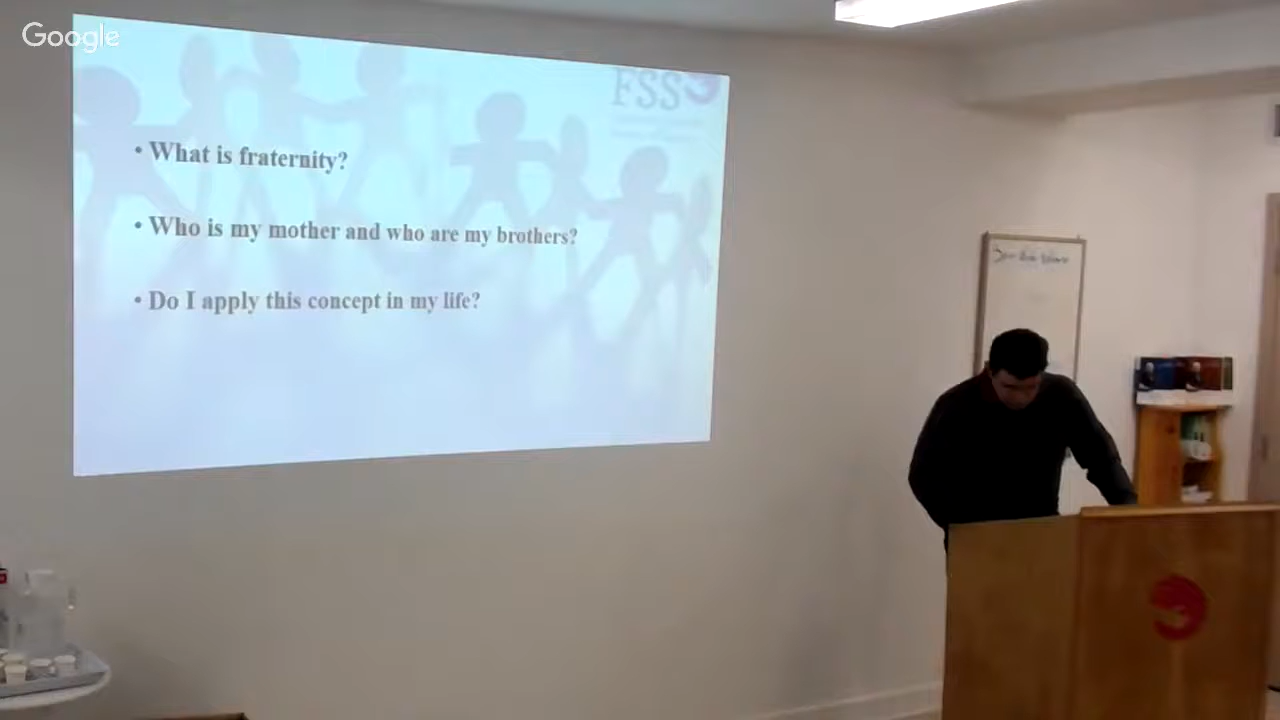 Google
FSS
• What is fraternity?
• Who is my mother and who are my brothers?
• Do I apply this concept in my life?